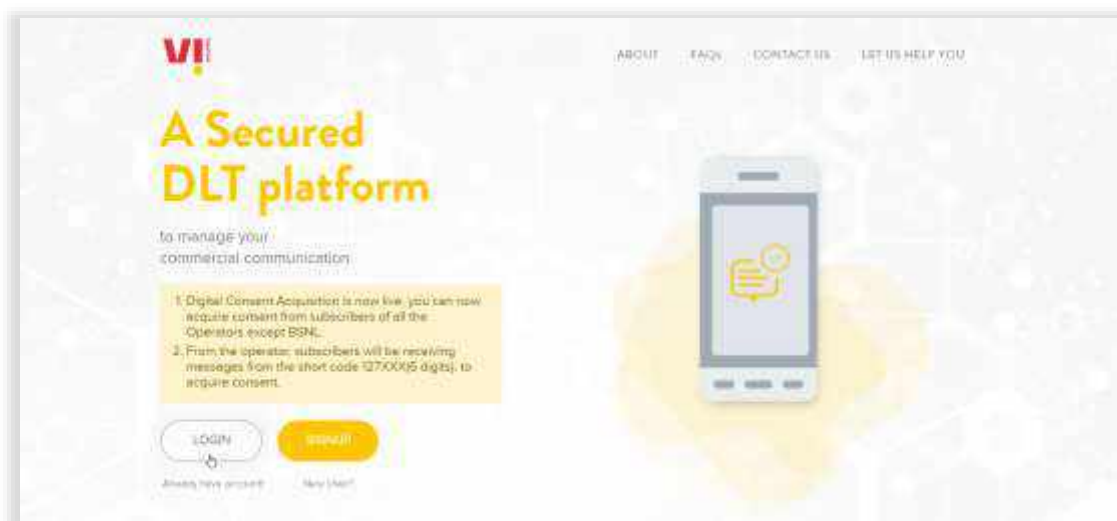 VI
ABOUT FAQs CONTACT US LET US HELP YOU
A Secured
DLT platform
to manage your
commercial communication
1. Digital Consent Acquisition is now live, you can now
acquire consent from subscribers of all the
Operators except BSNL.
2. From the operator, subscribers will be receiving
messages from the short code 127XXX(6 digits), to
acquire consent.
LOGIN SIGNUP
Already have account New User?